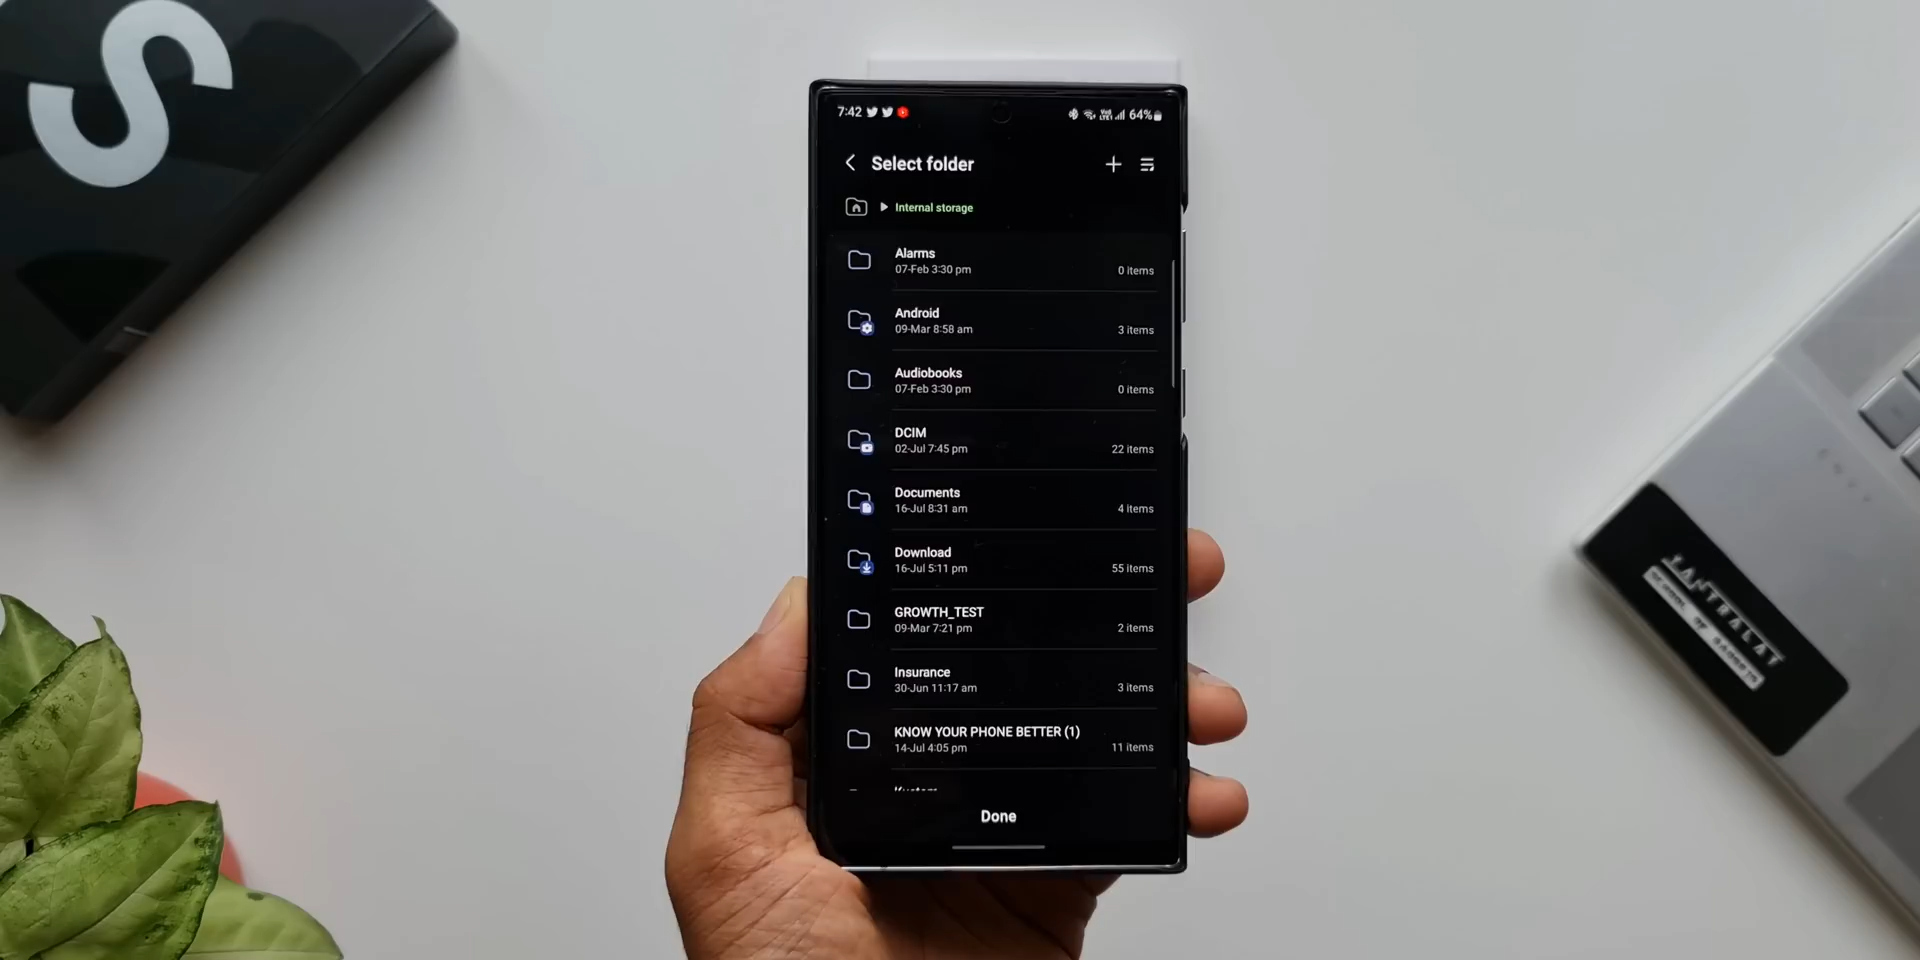 S
7:42
64%
Select folder
Internal storage
Alarms
07-Feb 3:30 pm
0 items
Android
09-Mar 8:58 am
3 items
Audiobooks
07-Feb 3:30 pm
0 items
DCIM
02-Jul 7:45 pm
22 items
Documents
16-Jul 8:31 am
4 items
Download
16-Jul 5:11 pm
55 items
GROWTH_TEST
09-Mar 7:21 pm
2 items
Insurance
30-Jun 11:17 am
3 items
KNOW YOUR PHONE BETTER (1)
14-Jul 4:05 pm
11 items
Done